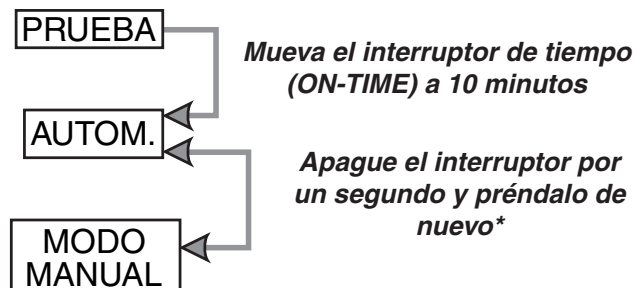 PRUEBA
Mueva el interruptor de tiempo
(ON-TIME) a 10 minutos
AUTOM.
Apague el interruptor por
un segundo y préndalo de
nuevo*
MODO
MANUAL